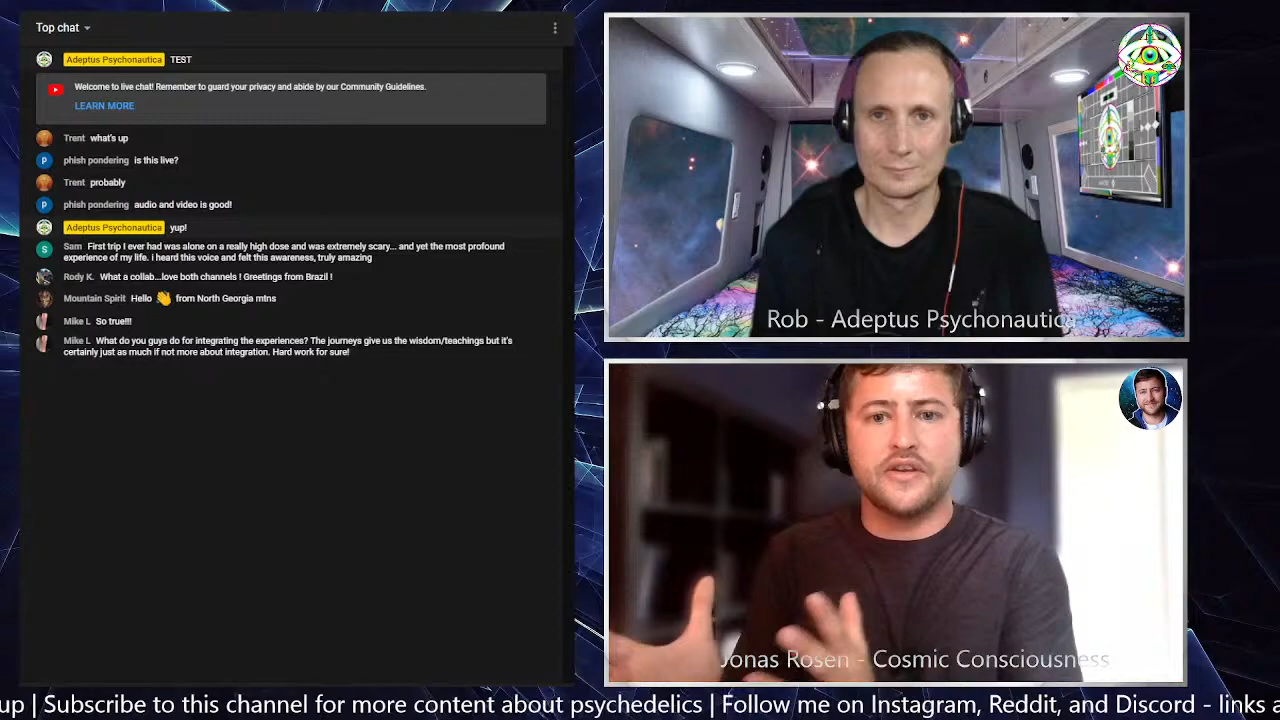 Top chat
Adeptus Psychonautica TEST
Welcome to live chat! Remember to guard your privacy and abide by our Community Guidelines.
LEARN MORE
Trent what's up
P phish pondering is this live?
Trent probably
P phish pondering audio and video is good!
Adeptus Psychonautica yup!
S Sam First trip I ever had was alone on a really high dose and was extremely scary... and yet the most profound
experience of my life. i heard this voice and felt this awareness, truly amazing
Rody K. What a collab...love both channels ! Greetings from Brazil !
Mountain Spirit Hello 👋 from North Georgia mtns
Mike L So true!!!
Mike L What do you guys do for integrating the experiences? The journeys give us the wisdom/teachings but it's
certainly just as much if not more about integration. Hard work for sure!
Rob - Adeptus Psychonautica
Jonas Rosen - Cosmic Consciousness
up | Subscribe to this channel for more content about psychedelics | Follow me on Instagram, Reddit, and Discord - links a